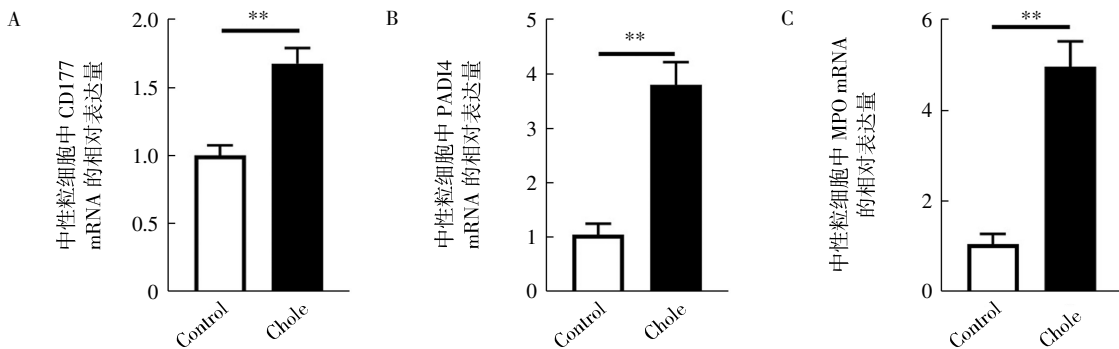 A
中性粒细胞中 CD177
mRNA 的相对表达量
2.0
1.5
1.0
0.5
0
**
Control
Chole
B
中性粒细胞中 PADI4
mRNA 的相对表达量
5
4
3
2
1
0
**
Control
Chole
C
中性粒细胞中 MPO mRNA
的相对表达量
6
4
2
0
**
Control
Chole